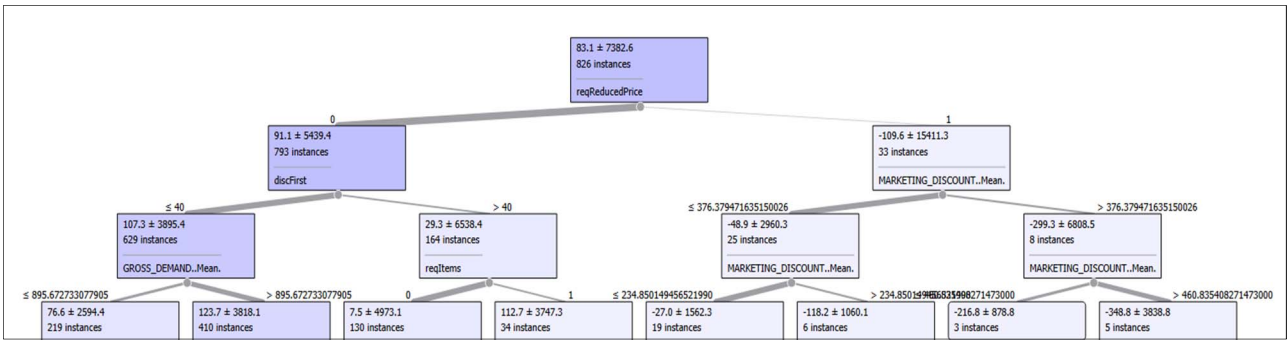 83.1 ± 7382.6
826 instances
reqReducedPrice
0
1
91.1 ± 5439.4
793 instances
discFirst
-109.6 ± 15411.3
33 instances
MARKETING_DISCOUNT..Mean.
≤ 40
> 40
≤ 376.379471635150026
> 376.379471635150026
107.3 ± 3895.4
629 instances
GROSS_DEMAND..Mean.
29.3 ± 6538.4
164 instances
reqItems
-48.9 ± 2960.3
25 instances
MARKETING_DISCOUNT..Mean.
-299.3 ± 6808.5
8 instances
MARKETING_DISCOUNT..Mean.
≤ 895.672733077905
> 895.672733077905
0
1
≤ 234.850149456521990
> 460.835408271473000
76.6 ± 2594.4
219 instances
123.7 ± 3818.1
410 instances
7.5 ± 4973.1
130 instances
112.7 ± 3747.3
34 instances
-27.0 ± 1562.3
19 instances
-118.2 ± 1060.1
6 instances
-216.8 ± 878.8
3 instances
-348.8 ± 3838.8
5 instances